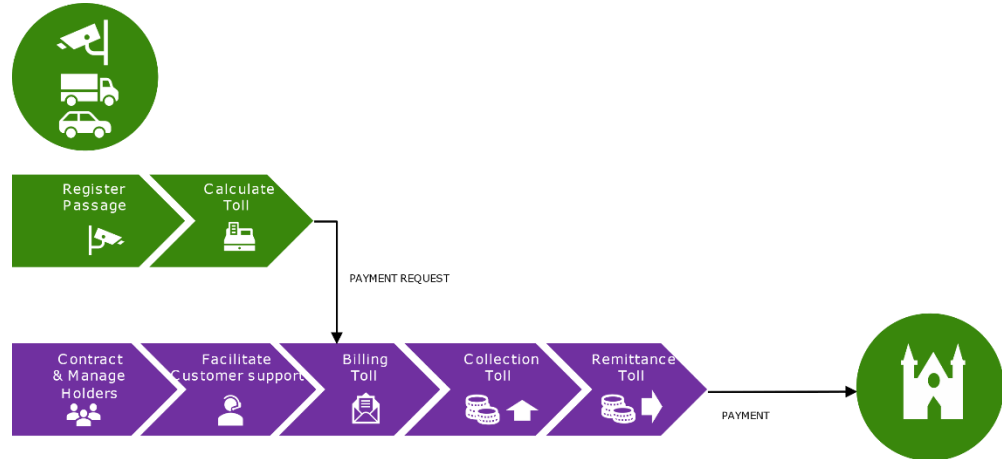 Register
Passage
Calculate
Toll
PAYMENT REQUEST
Contract
& Manage
Holders
Facilitate
Customer support
Billing
Toll
Collection
Toll
Remittance
Toll
PAYMENT